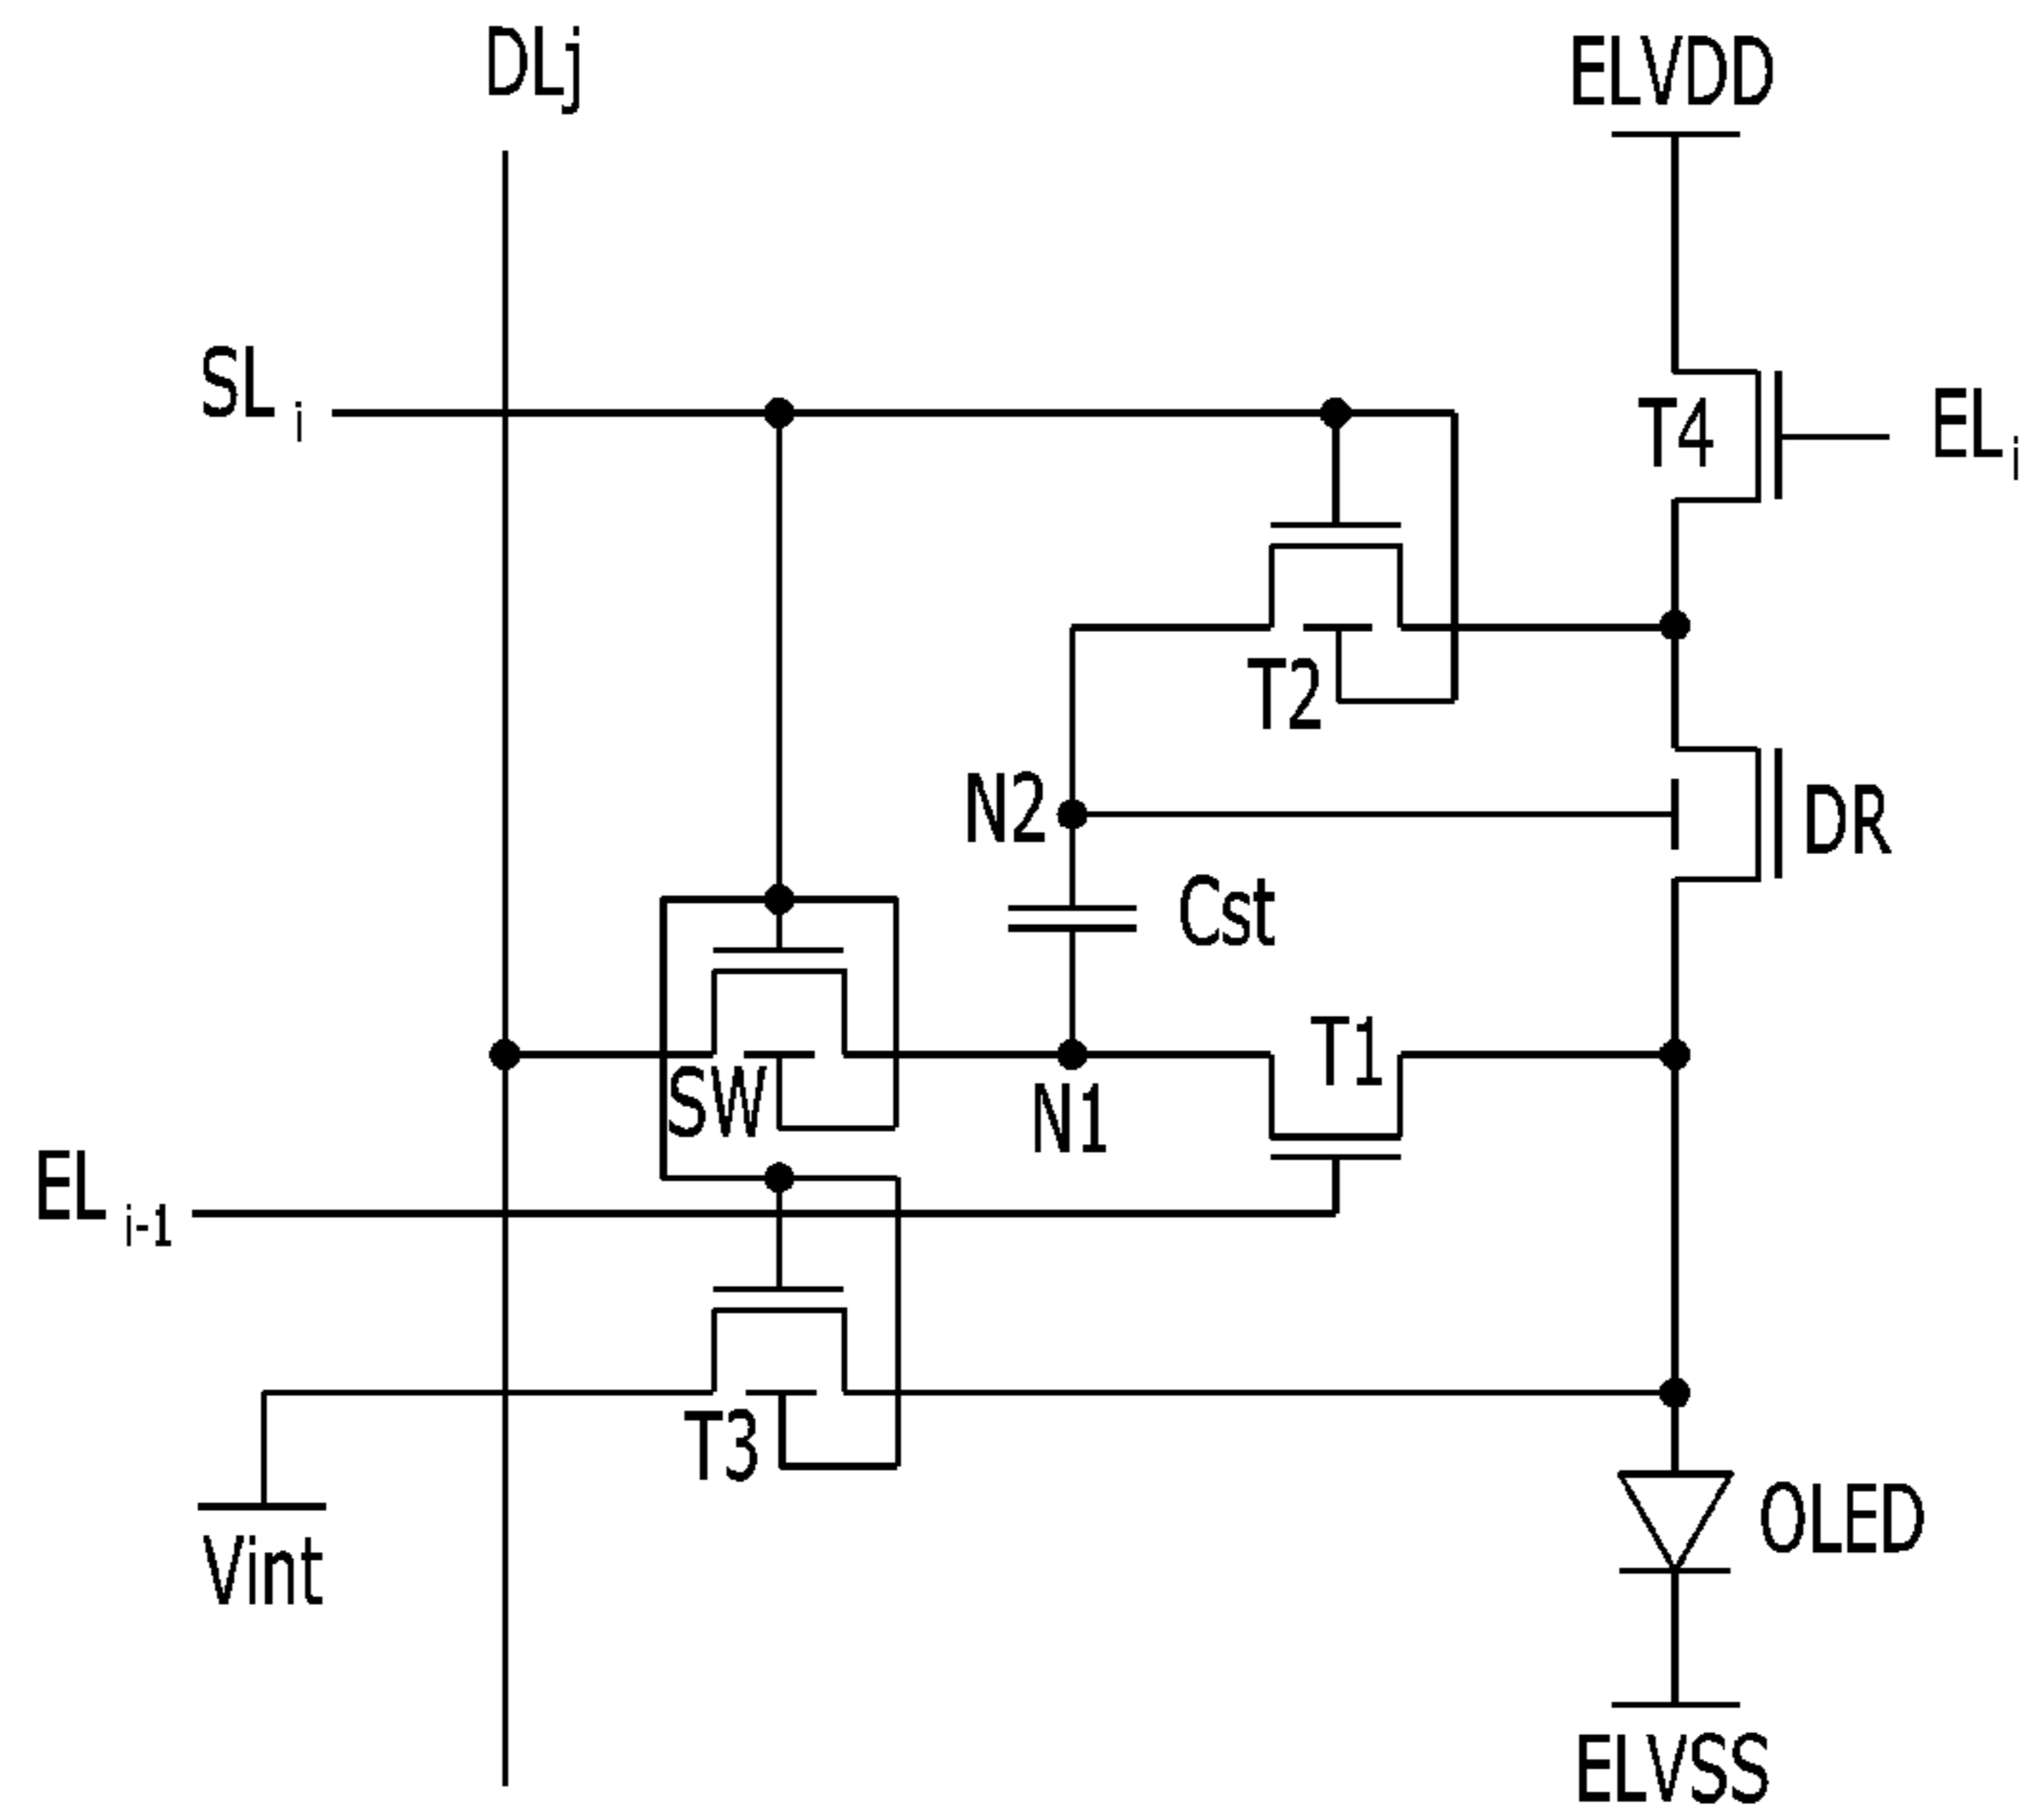 DLj
ELVDD
SL i
T4
EL i
T2
N2
DR
Cst
T1
SW
N1
EL i-1
T3
OLED
Vint
ELVSS